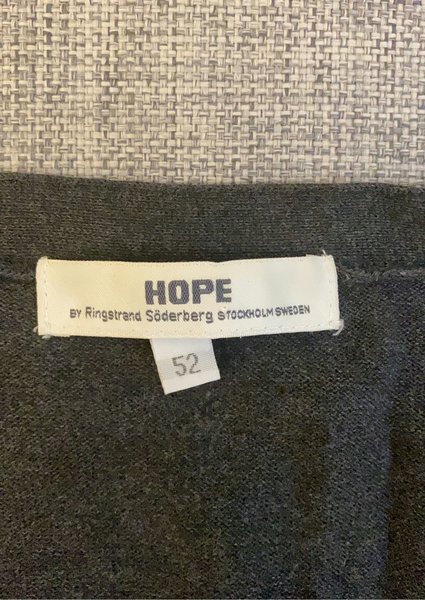 HOPE
BY Ringstrand Söderberg STOCKHOLM SWEDEN
52